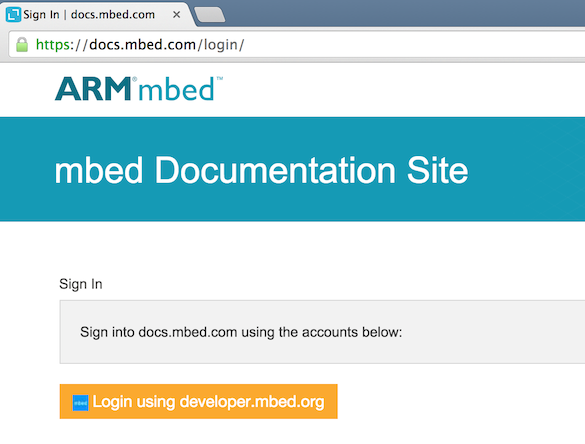 Sign In | docs.mbed.com
https://docs.mbed.com/login/
ARM® mbed™
mbed Documentation Site
Sign In
Sign into docs.mbed.com using the accounts below:
mbed Login using developer.mbed.org